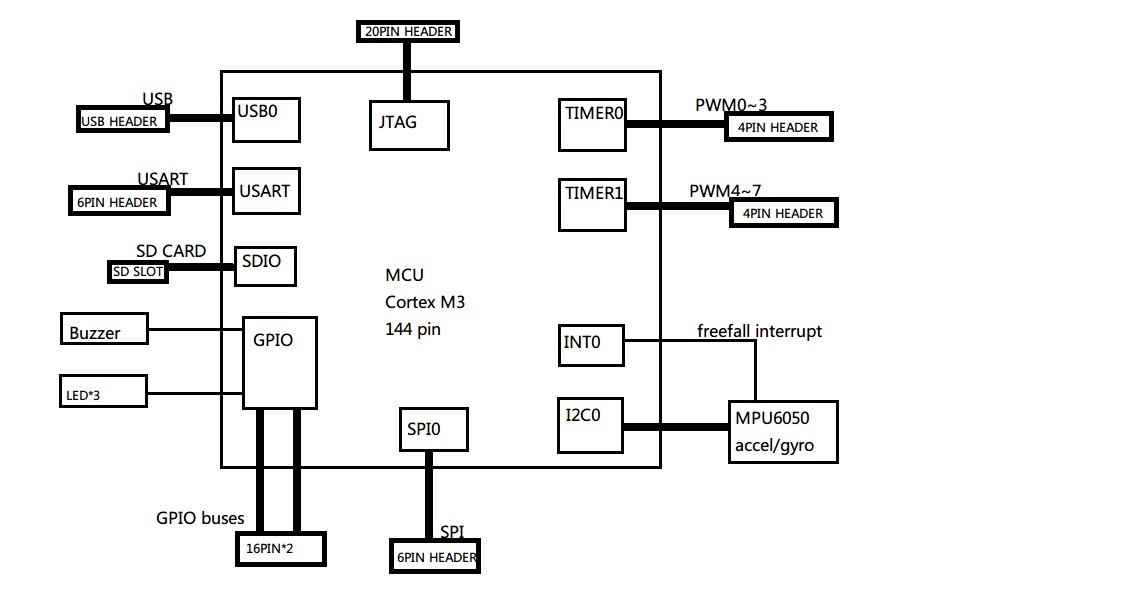 20PIN HEADER
USB
USB HEADER
USB0
JTAG
TIMER0
PWM0~3
4PIN HEADER
USART
6PIN HEADER
USART
TIMER1
PWM4~7
4PIN HEADER
SD CARD
SD SLOT
SDIO
MCU
Cortex M3
144 pin
Buzzer
GPIO
INT0
freefall interrupt
LED*3
SPI0
I2C0
MPU6050
accel/gyro
GPIO buses
16PIN*2
SPI
6PIN HEADER